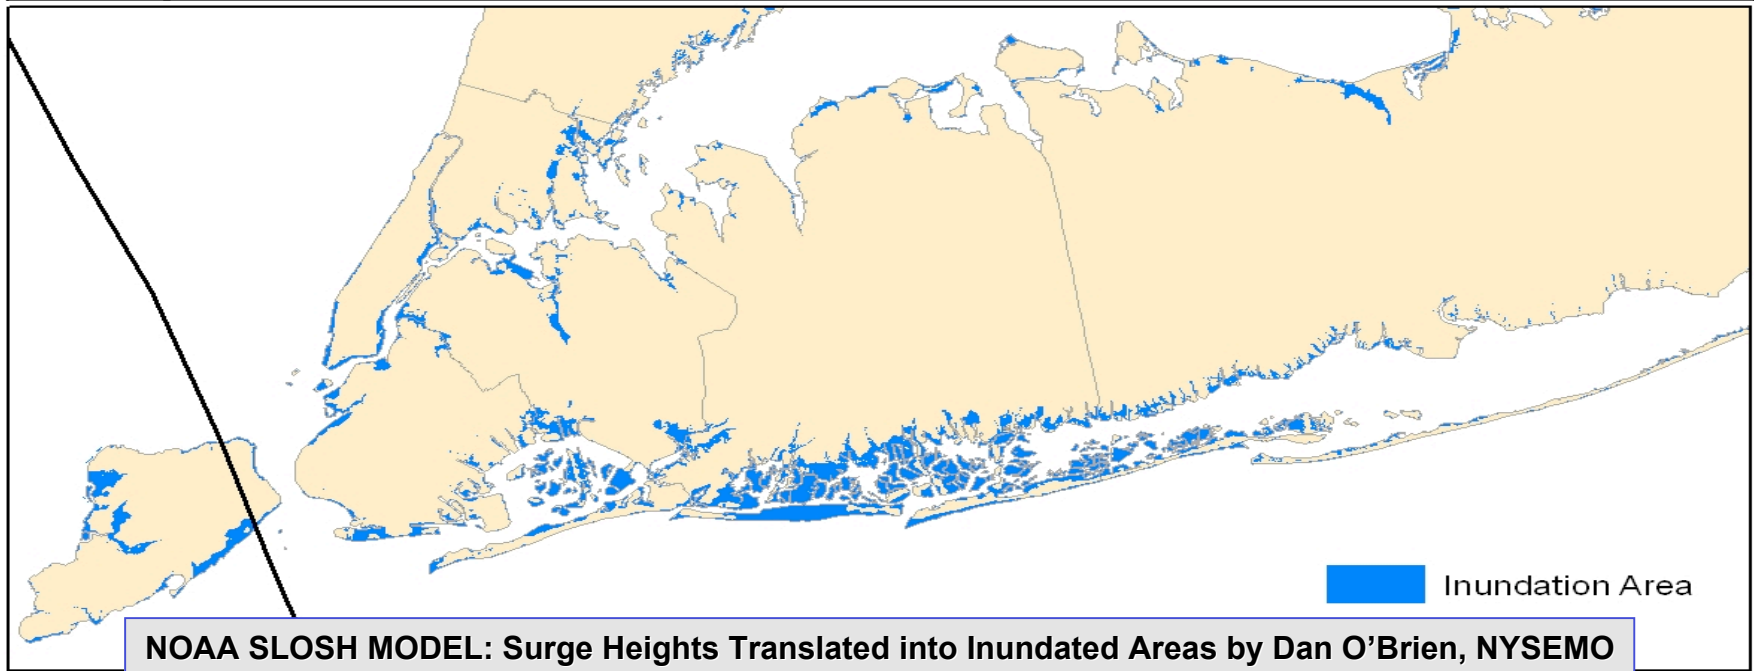 Inundation Area
NOAA SLOSH MODEL: Surge Heights Translated into Inundated Areas by Dan O’Brien, NYSEMO